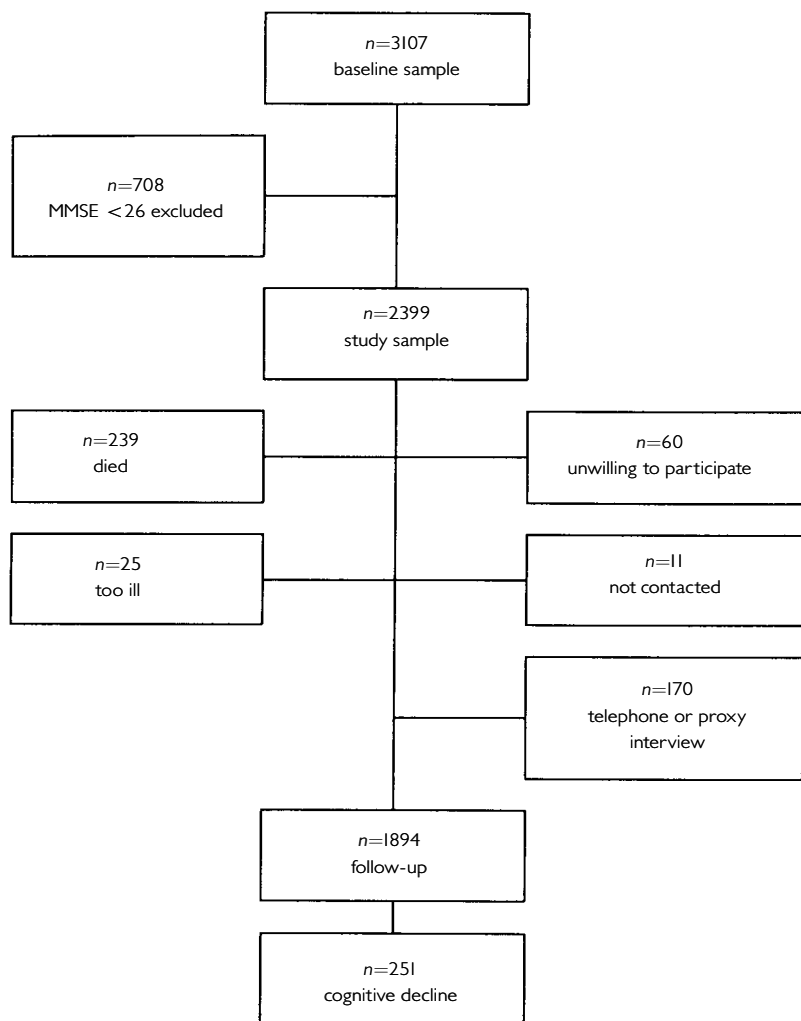 n=3107
baseline sample
n=708
MMSE <26 excluded
n=2399
study sample
n=239
died
n=60
unwilling to participate
n=25
too ill
n=11
not contacted
n=170
telephone or proxy
interview
n=1894
follow-up
n=251
cognitive decline